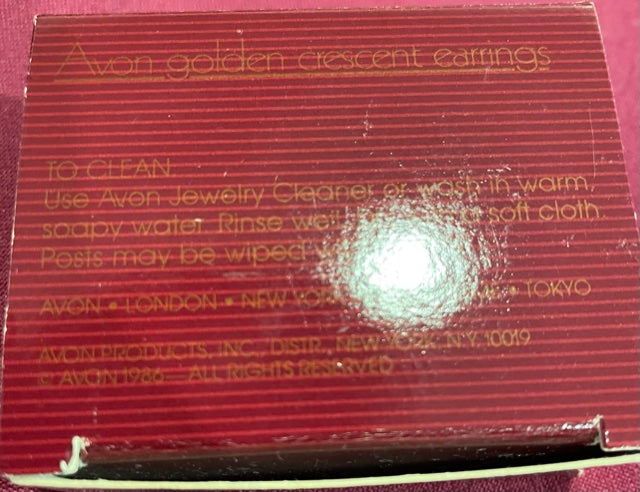 Avon golden crescent earrings
TO CLEAN
Use Avon Jewelry Cleaner or wash in warm,
soapy water. Rinse well. soft cloth.
Posts may be wiped
AVON • LONDON • NEW YORK • TOKYO
AVON PRODUCTS, INC., DISTR., NEW YORK, N.Y. 10019
© AVON 1986 ALL RIGHTS RESERVED